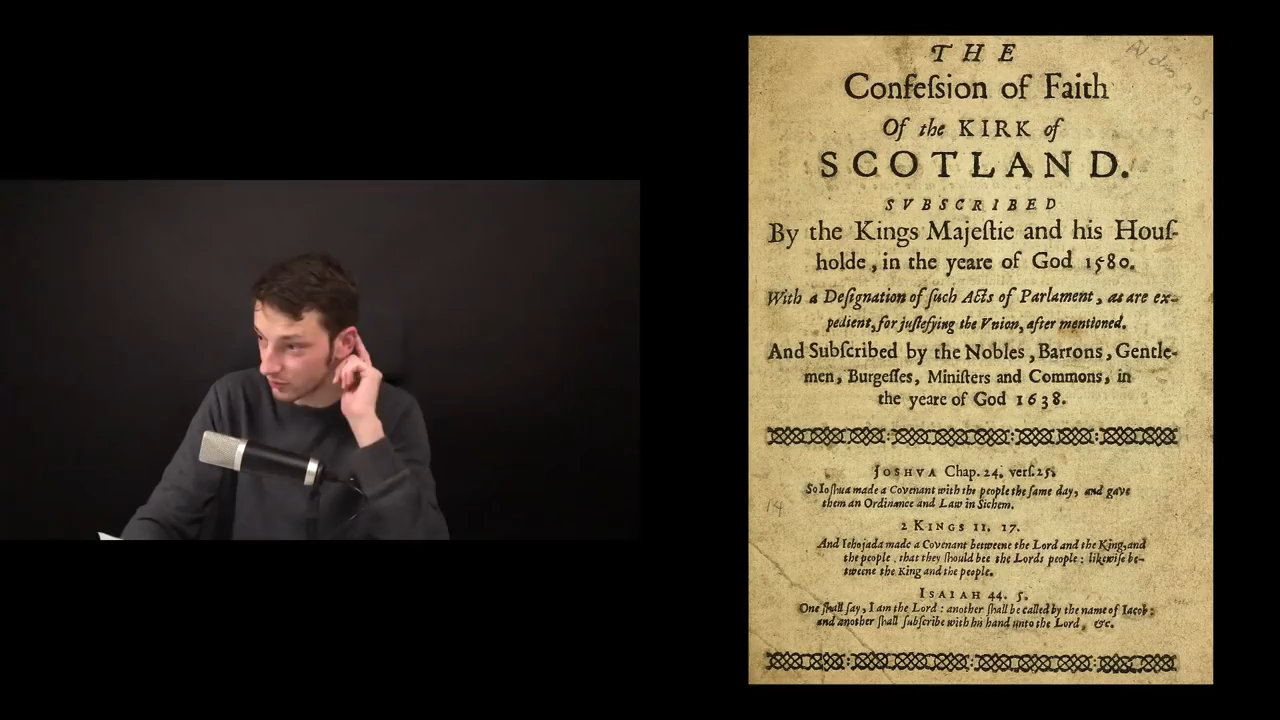 THE
Confeſsion of Faith
Of the KIRK of
SCOTLAND.
SVBSCRIBED
By the Kings Majeſtie and his Houſ-
holde, in the yeare of God 1580.
With a Deſignation of ſuch Acts of Parlament, as are ex-
pedient, for juſtefying the Vnion, after mentioned.
And Subſcribed by the Nobles, Barrons, Gentle-
men, Burgeſſes, Miniſters and Commons, in
the yeare of God 1638.
JOSHVA Chap. 24. verſ. 25.
So Ioſhua made a Covenant with the people the ſame day, and gave
them an Ordinance and Law in Sichem.
2 KINGS 11. 17.
And Iehojada made a Covenant betweene the Lord and the King, and
the people, that they ſhould bee the Lords people: likewiſe be-
tweene the King and the people.
ISAIAH 44. 5.
One ſhall ſay, I am the Lord: another ſhall be called by the name of Iacob:
and another ſhall ſubſcribe with his hand unto the Lord, &c.
14